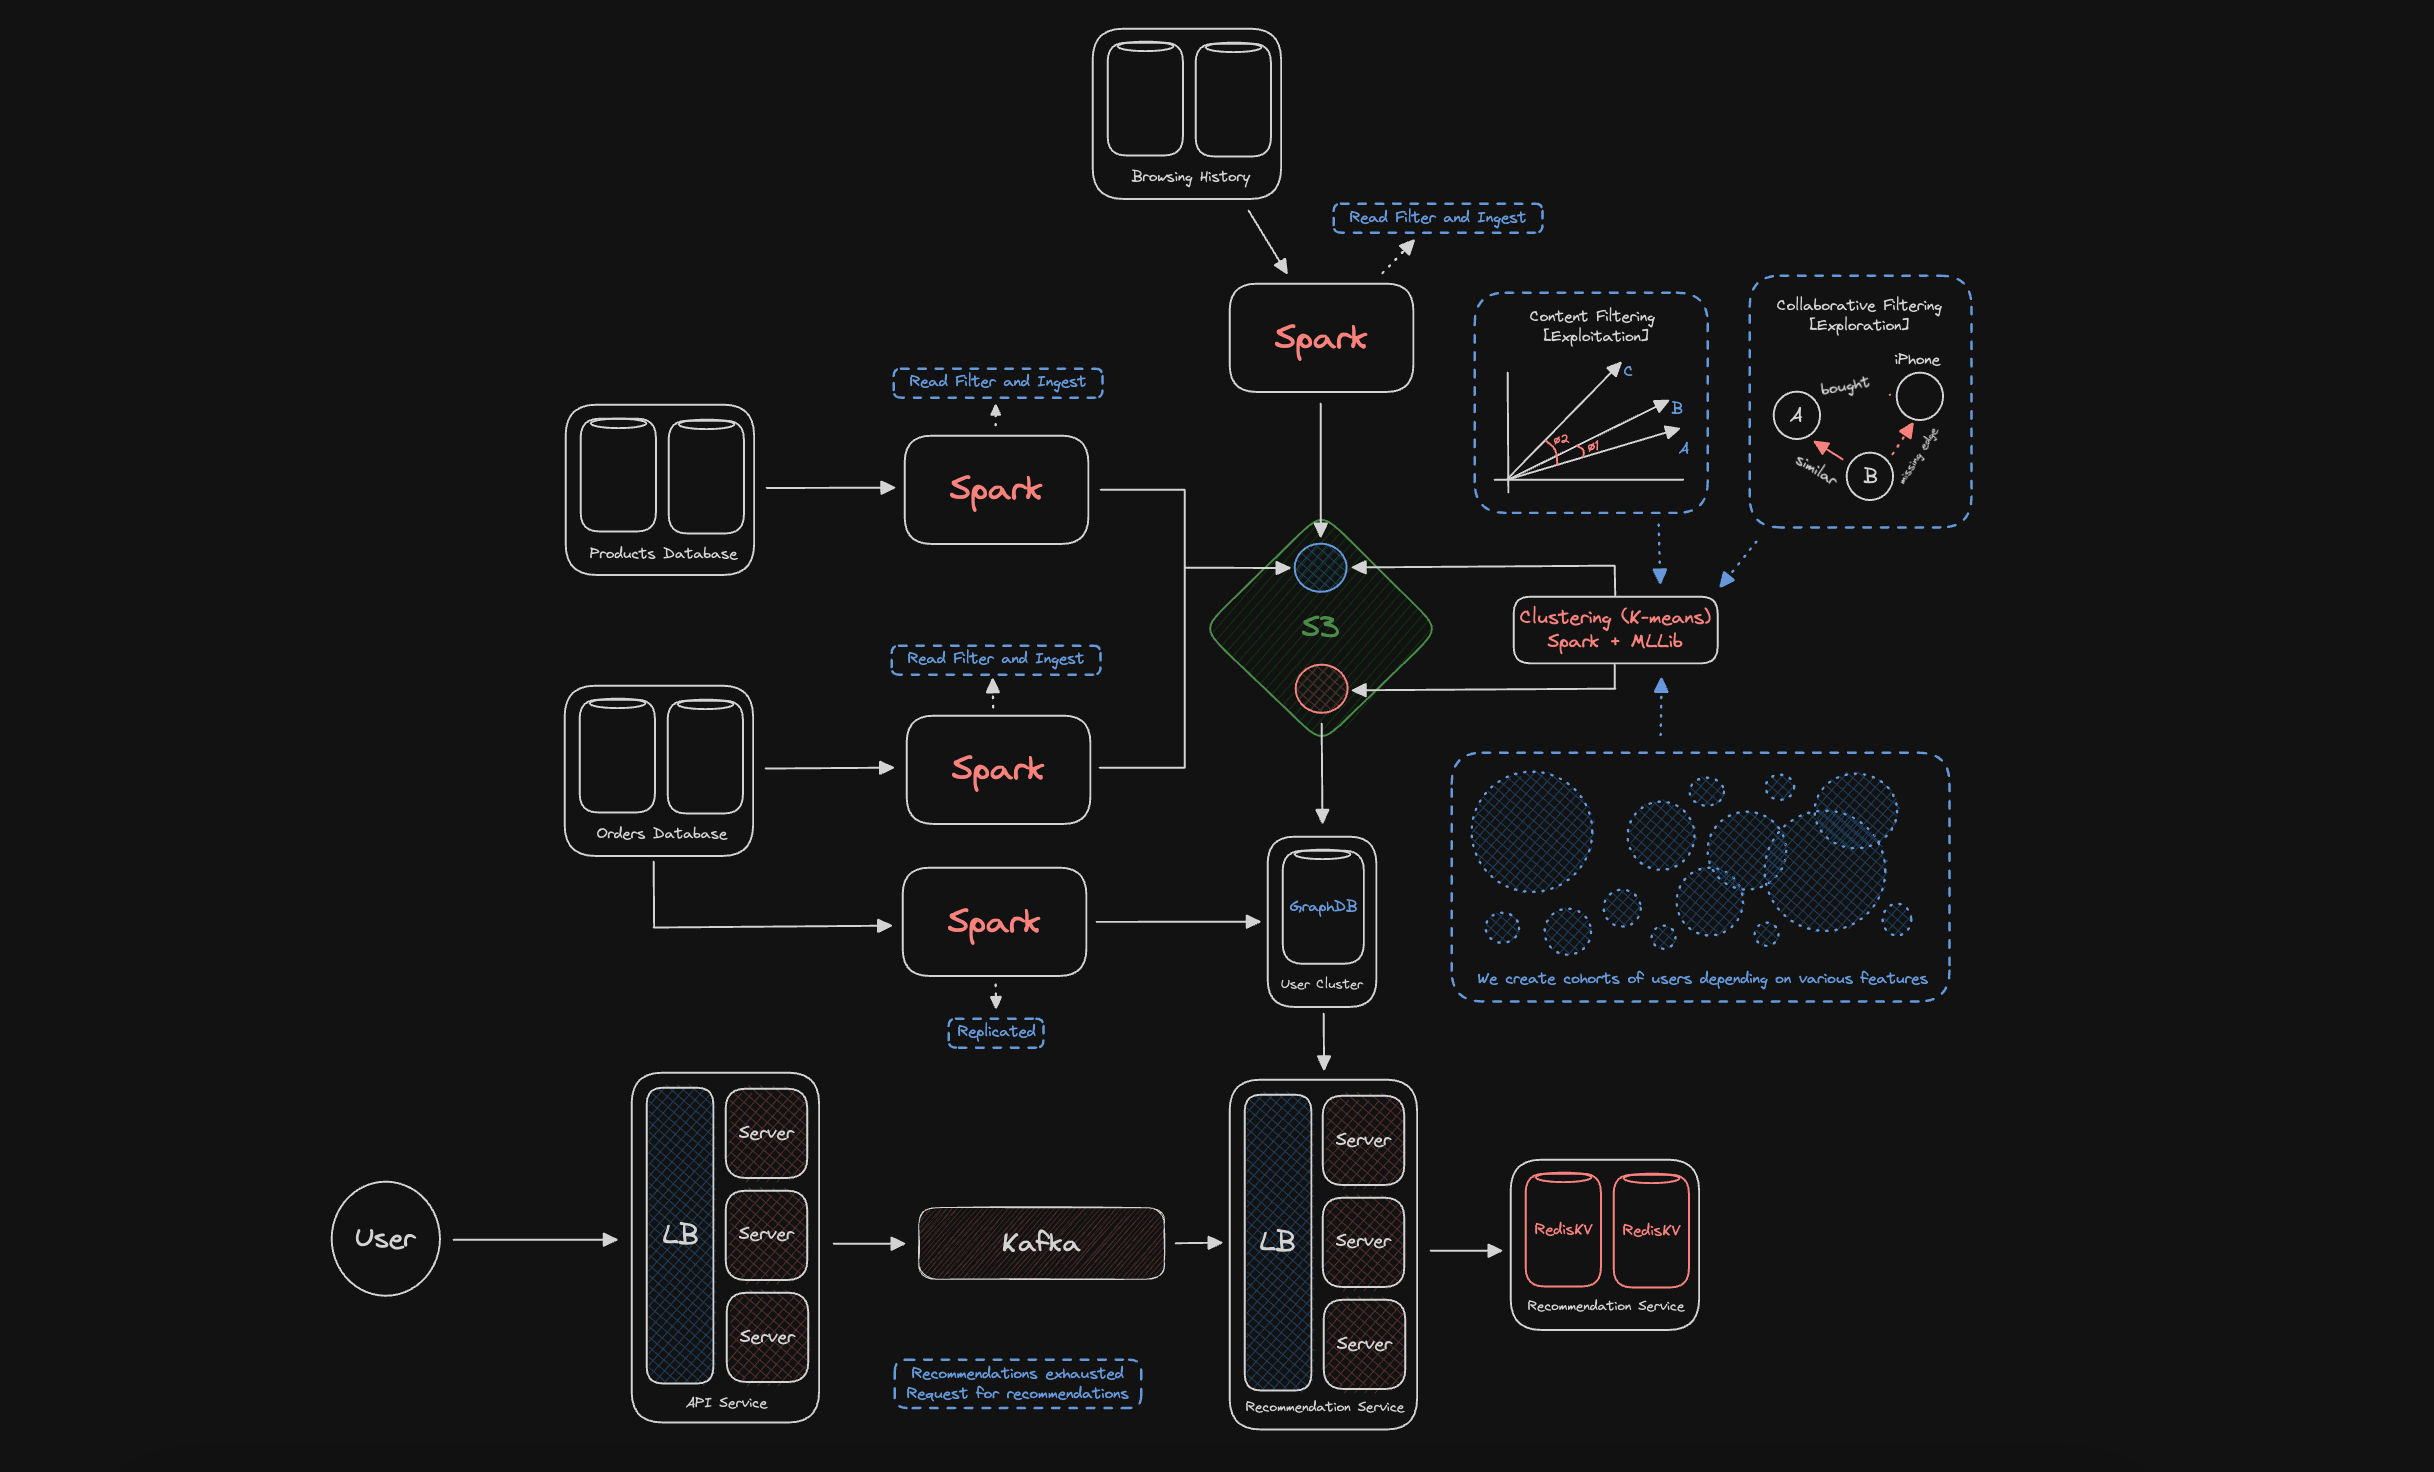 Browsing History
Read Filter and Ingest
Spark
Content Filtering
[Exploitation]
C
B
A
ø2
ø1
Collaborative Filtering
[Exploration]
iPhone
bought
A
B
similar
missing edge
Read Filter and Ingest
Products Database
Spark
S3
Clustering (K-means)
Spark + MLLib
Read Filter and Ingest
Orders Database
Spark
Spark
Replicated
GraphDB
User Cluster
We create cohorts of users depending on various features
User
LB
Server
Server
Server
API Service
Kafka
Recommendations exhausted
Request for recommendations
LB
Server
Server
Server
Recommendation Service
RedisKV
RedisKV
Recommendation Service